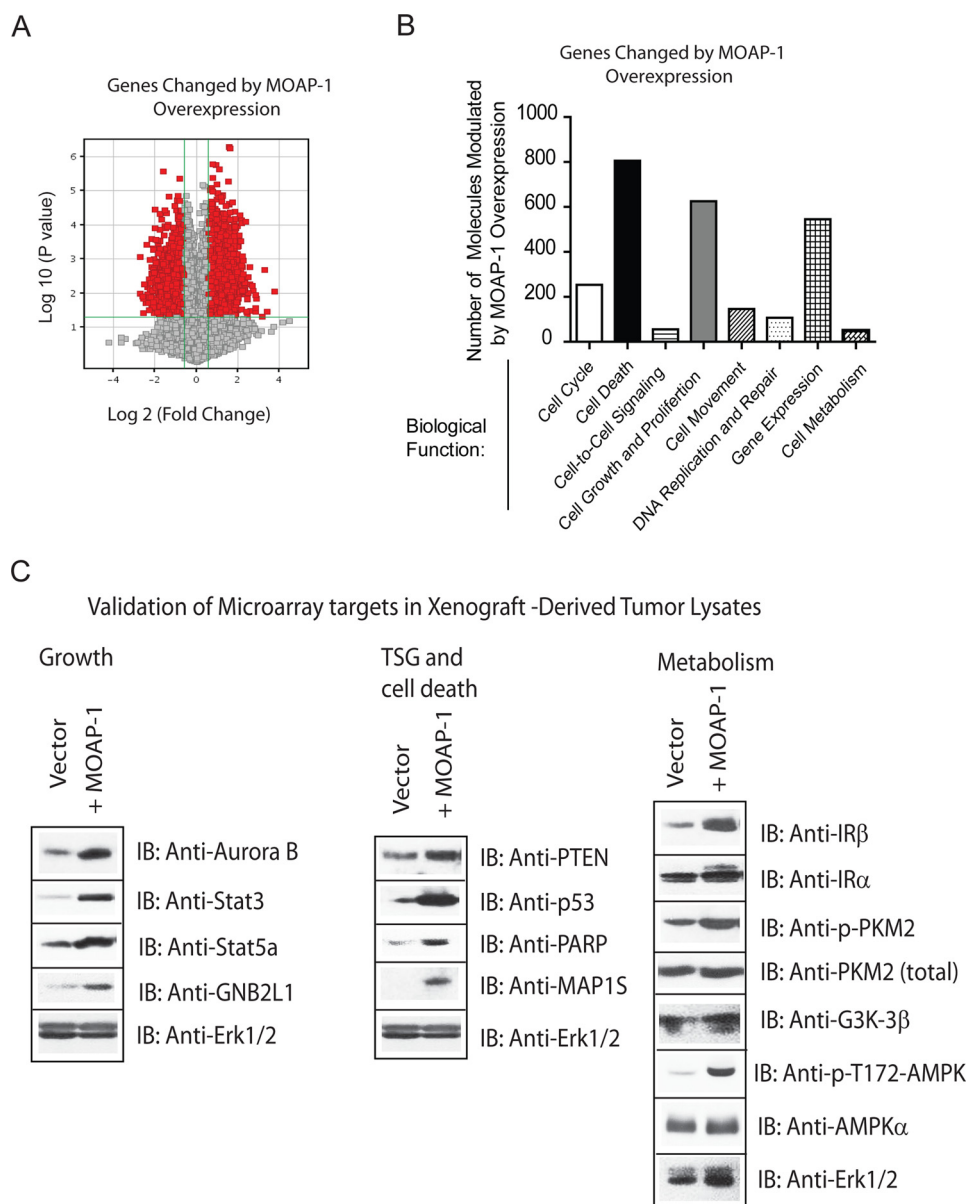 A
Genes Changed by MOAP-1
Overexpression
Log 10 (P value)
6
5
4
3
2
1
−4
−2
0
2
4
Log 2 (Fold Change)
B
Genes Changed by MOAP-1
Overexpression
Number of Molecules Modulated
by MOAP-1 Overexpression
1000
800
600
400
200
0
Biological
Function:
Cell Cycle
Cell Death
Cell-to-Cell Signaling
Cell Growth and Prolifertion
Cell Movement
DNA Replication and Repair
Gene Expression
Cell Metabolism
C
Validation of Microarray targets in Xenograft -Derived Tumor Lysates
Growth
Vector
+ MOAP-1
IB: Anti-Aurora B
IB: Anti-Stat3
IB: Anti-Stat5a
IB: Anti-GNB2L1
IB: Anti-Erk1/2
TSG and
cell death
Vector
+ MOAP-1
IB: Anti-PTEN
IB: Anti-p53
IB: Anti-PARP
IB: Anti-MAP1S
IB: Anti-Erk1/2
Metabolism
Vector
+ MOAP-1
IB: Anti-IRβ
IB: Anti-IRα
IB: Anti-p-PKM2
IB: Anti-PKM2 (total)
IB: Anti-G3K-3β
IB: Anti-p-T172-AMPK
IB: Anti-AMPKα
IB: Anti-Erk1/2